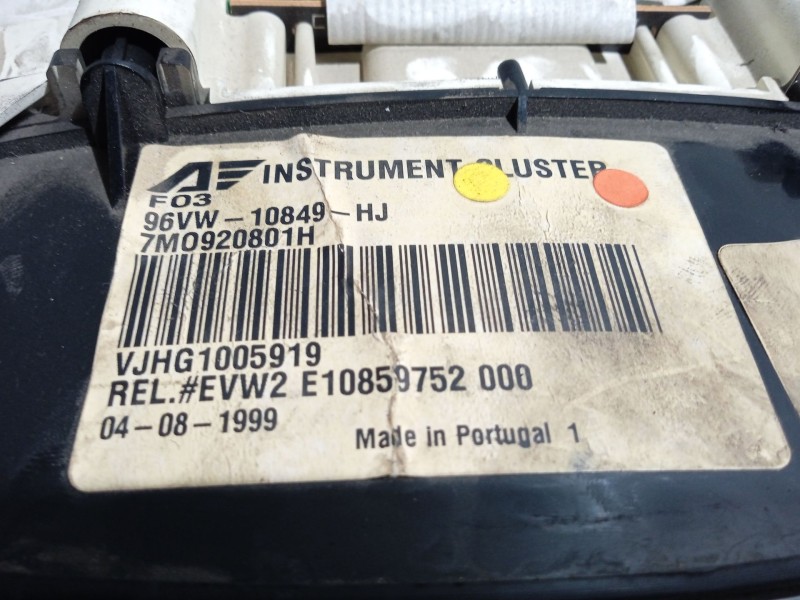 AF INSTRUMENT CLUSTER
F03
96VW-10849-HJ
7M0920801H
VJHG1005919
REL.#EVW2 E10859752 000
04-08-1999
Made in Portugal 1